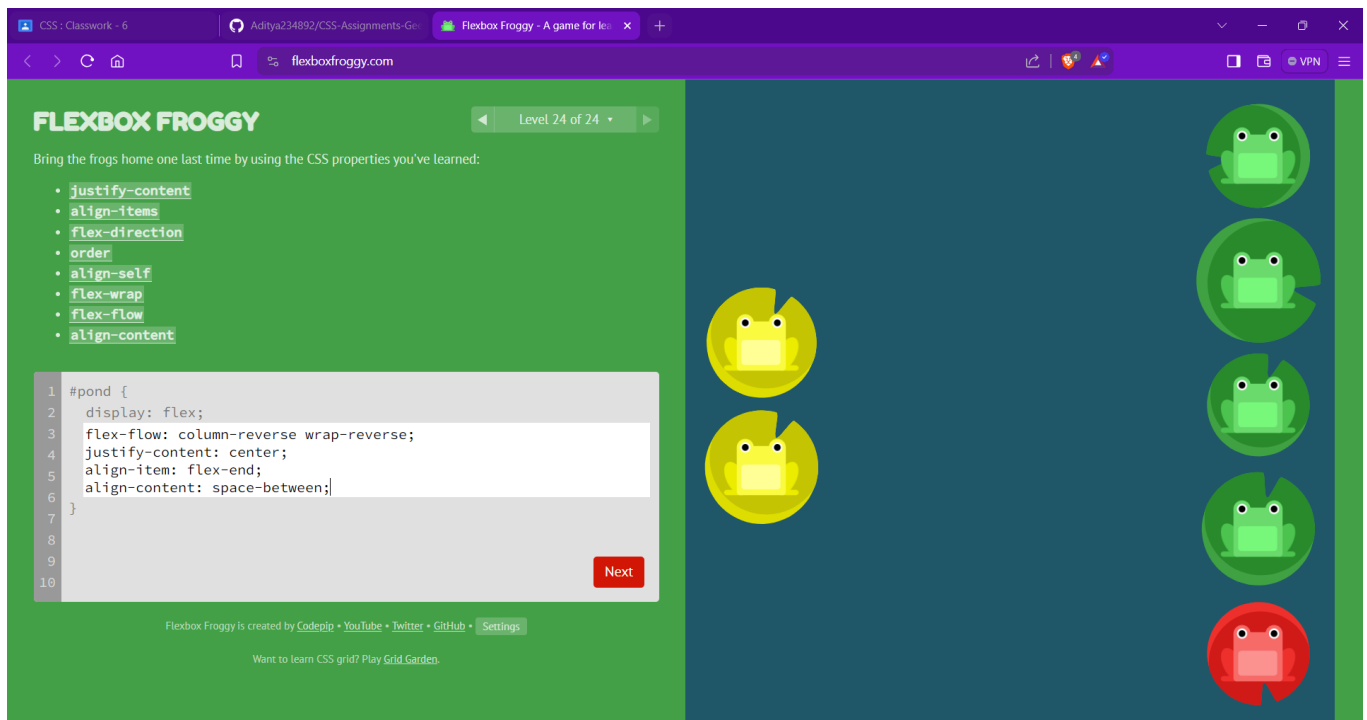 CSS : Classwork - 6
Aditya234892/CSS-Assignments-Gee
Flexbox Froggy - A game for lea
flexboxfroggy.com
4
VPN
FLEXBOX FROGGY
Level 24 of 24
Bring the frogs home one last time by using the CSS properties you've learned:
• justify-content
• align-items
• flex-direction
• order
• align-self
• flex-wrap
• flex-flow
• align-content
1 #pond {
2 display: flex;
3 flex-flow: column-reverse wrap-reverse;
4 justify-content: center;
5 align-item: flex-end;
6 align-content: space-between;
7 }
8
9
10
Next
Flexbox Froggy is created by Codepip • YouTube • Twitter • GitHub • Settings
Want to learn CSS grid? Play Grid Garden.